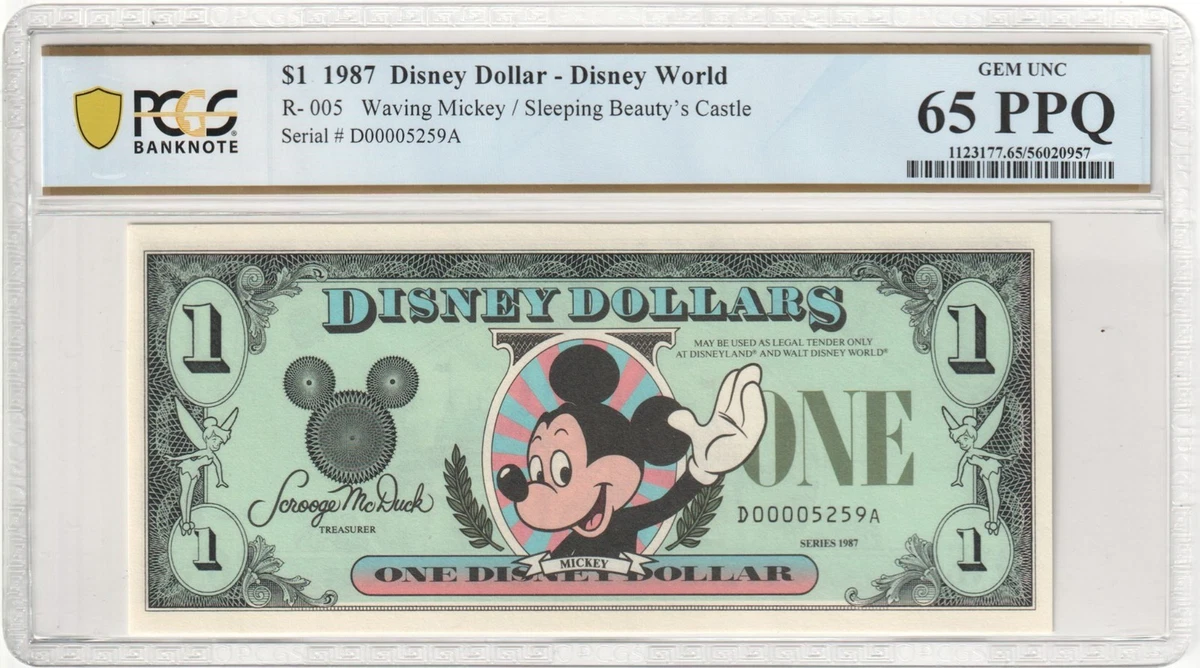 $1 1987 Disney Dollar - Disney World
R- 005 Waving Mickey / Sleeping Beauty's Castle
Serial # D00005259A
PCGS
BANKNOTE
GEM UNC
65 PPQ
1123177.65/56020957
1
1
DISNEY DOLLARS
MAY BE USED AS LEGAL TENDER ONLY
AT DISNEYLAND® AND WALT DISNEY WORLD®
ONE
Scrooge McDuck
TREASURER
D00005259A
SERIES 1987
1
1
MICKEY
ONE DISNEY DOLLAR